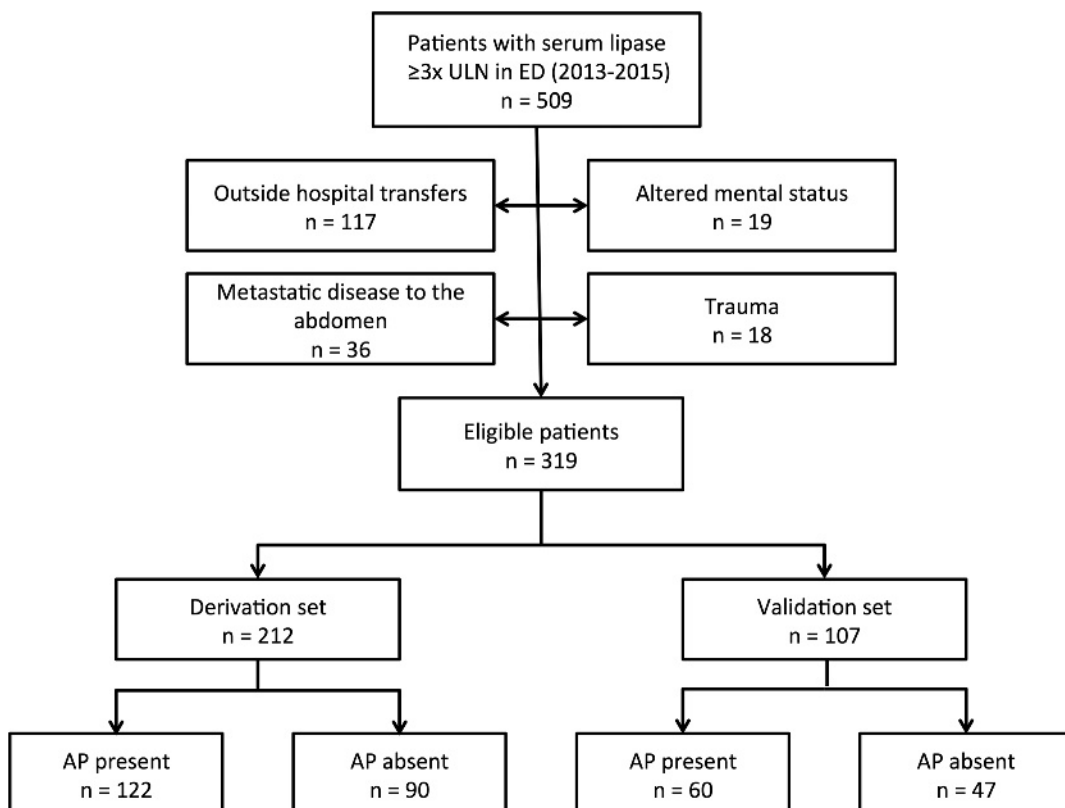 Patients with serum lipase
≥3x ULN in ED (2013-2015)
n = 509
Outside hospital transfers
n = 117
Altered mental status
n = 19
Metastatic disease to the
abdomen
n = 36
Trauma
n = 18
Eligible patients
n = 319
Derivation set
n = 212
Validation set
n = 107
AP present
n = 122
AP absent
n = 90
AP present
n = 60
AP absent
n = 47